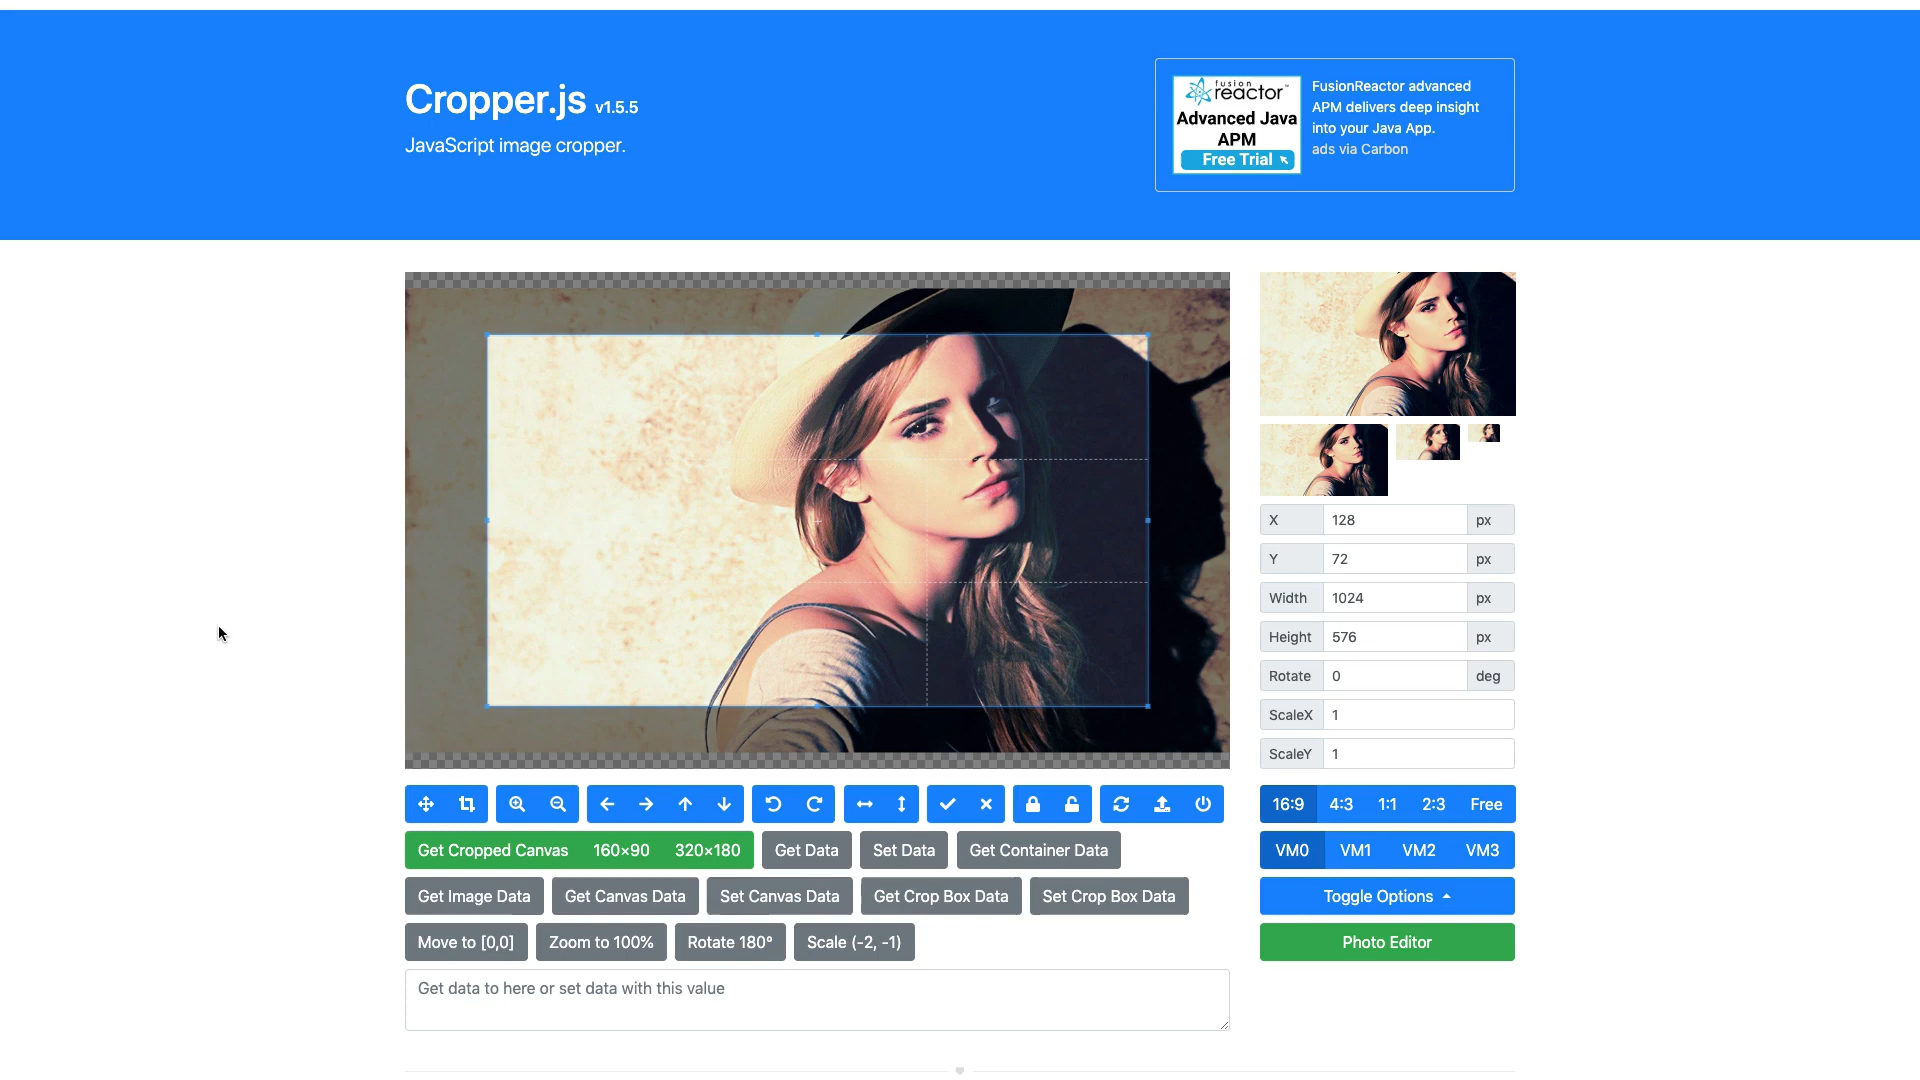 Cropper.js v1.5.5
JavaScript image cropper.
fusion
reactor™
Advanced Java
APM
Free Trial
FusionReactor advanced
APM delivers deep insight
into your Java App.
ads via Carbon
X 128 px
Y 72 px
Width 1024 px
Height 576 px
Rotate 0 deg
ScaleX 1
ScaleY 1
16:9 4:3 1:1 2:3 Free
Get Cropped Canvas 160×90 320×180 Get Data Set Data Get Container Data
VM0 VM1 VM2 VM3
Get Image Data Get Canvas Data Set Canvas Data Get Crop Box Data Set Crop Box Data
Toggle Options
Move to [0,0] Zoom to 100% Rotate 180° Scale (-2, -1)
Photo Editor
Get data to here or set data with this value